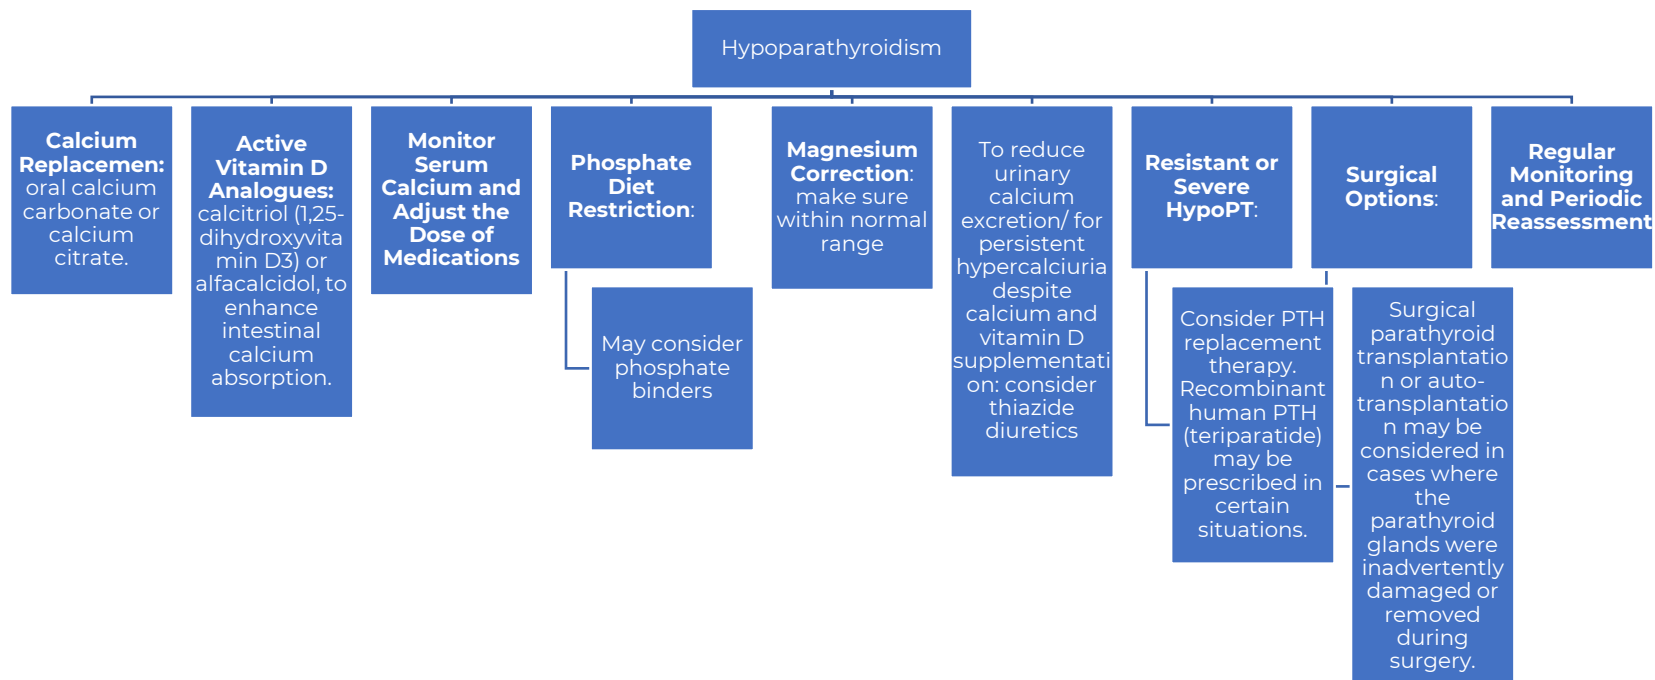 Hypoparathyroidism
Calcium
Replacemen:
oral calcium
carbonate or
calcium
citrate.
Active
Vitamin D
Analogues:
calcitriol (1,25-
dihydroxyvita
min D3) or
alfacalcidol, to
enhance
intestinal
calcium
absorption.
Monitor
Serum
Calcium and
Adjust the
Dose of
Medications
Phosphate
Diet
Restriction:
May consider
phosphate
binders
Magnesium
Correction:
make sure
within normal
range
To reduce
urinary
calcium
excretion/ for
persistent
hypercalciuria
despite
calcium and
vitamin D
supplementati
on: consider
thiazide
diuretics
Resistant or
Severe
HypoPT:
Consider PTH
replacement
therapy.
Recombinant
human PTH
(teriparatide)
may be
prescribed in
certain
situations.
Surgical
Options:
Surgical
parathyroid
transplantatio
n or auto-
transplantatio
n may be
considered in
cases where
the
parathyroid
glands were
inadvertently
damaged or
removed
during
surgery.
Regular
Monitoring
and Periodic
Reassessment